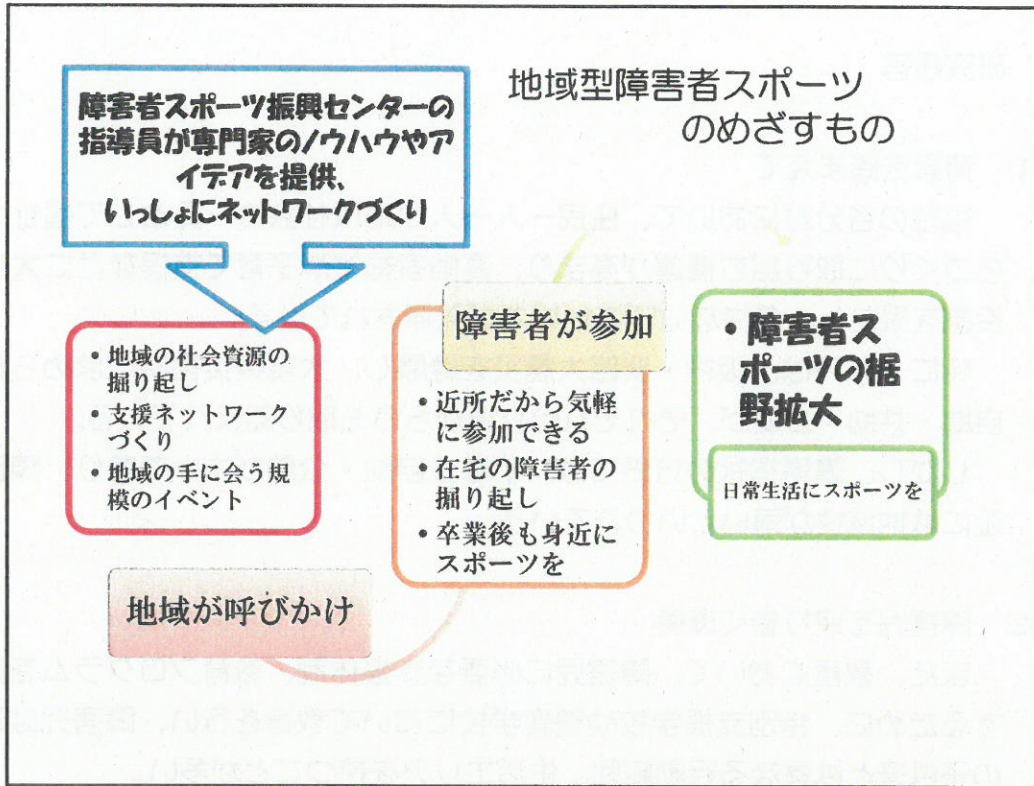 地域型障害者スポーツ
のめざすもの
障害者スポーツ振興センターの
指導員が専門家のノウハウやア
イデアを提供、
いっしょにネットワークづくり
・地域の社会資源の
掘り起し
・支援ネットワーク
づくり
・地域の手に会う規
模のイベント
地域が呼びかけ
障害者が参加
・近所だから気軽
に参加できる
・在宅の障害者の
掘り起し
・卒業後も身近に
スポーツを
・障害者ス
ポーツの裾
野拡大
日常生活にスポーツを